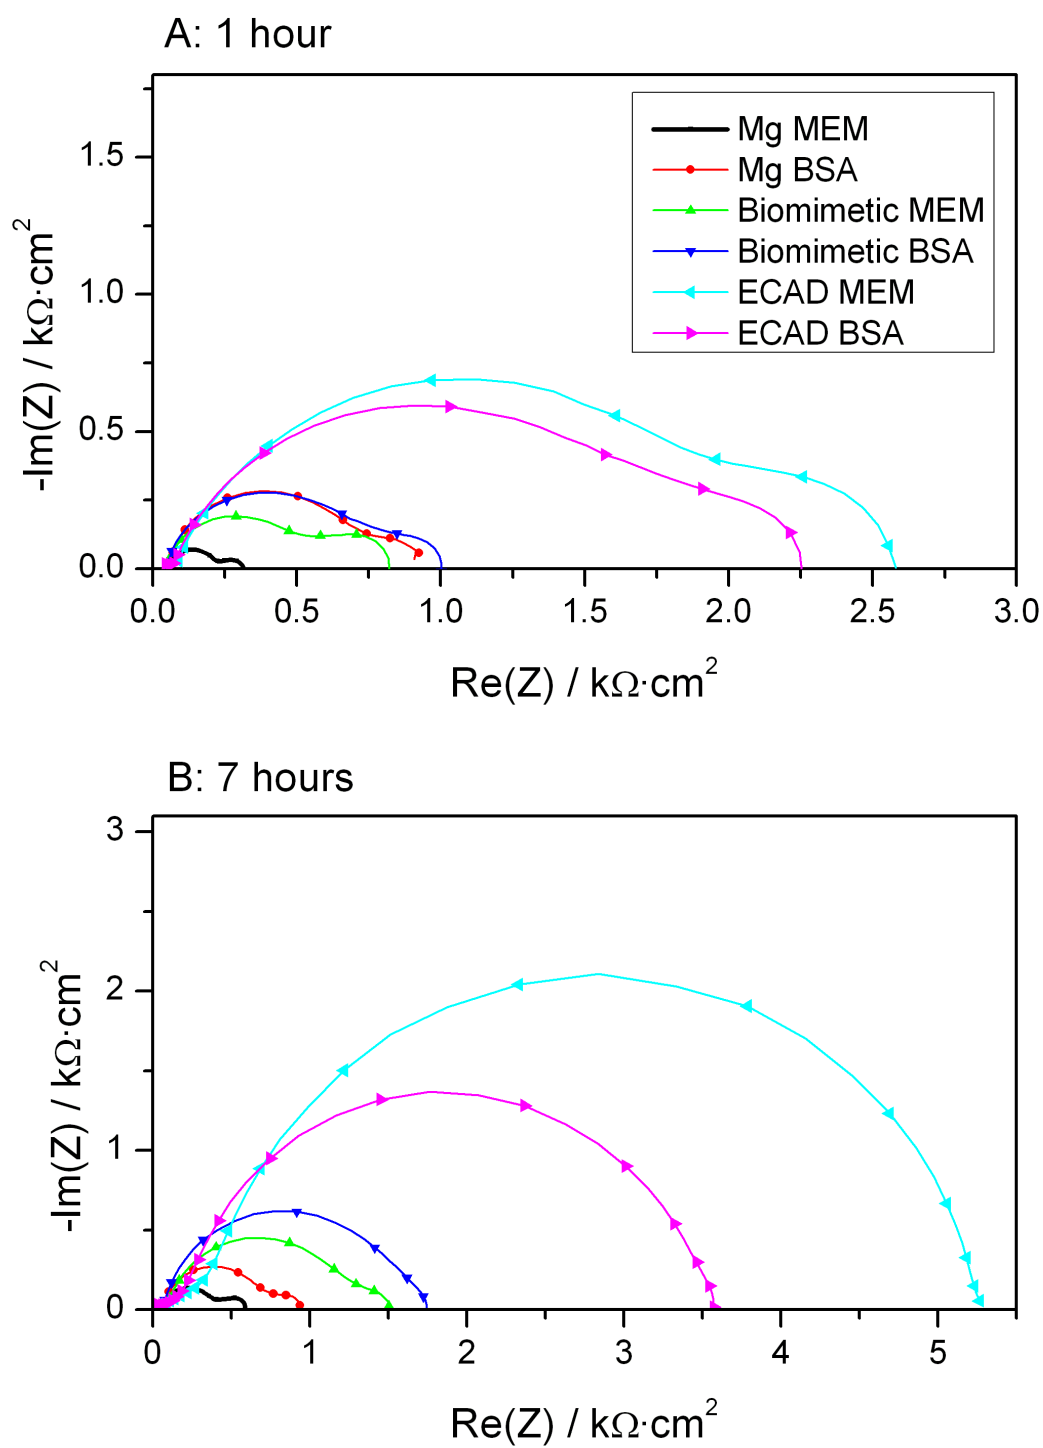 A: 1 hour
1.5
1.0
0.5
0.0
-Im(Z) / kΩ·cm²
Mg MEM
Mg BSA
Biomimetic MEM
Biomimetic BSA
ECAD MEM
ECAD BSA
0.0 0.5 1.0 1.5 2.0 2.5 3.0
Re(Z) / kΩ·cm²
B: 7 hours
3
2
1
0
-Im(Z) / kΩ·cm²
0 1 2 3 4 5
Re(Z) / kΩ·cm²